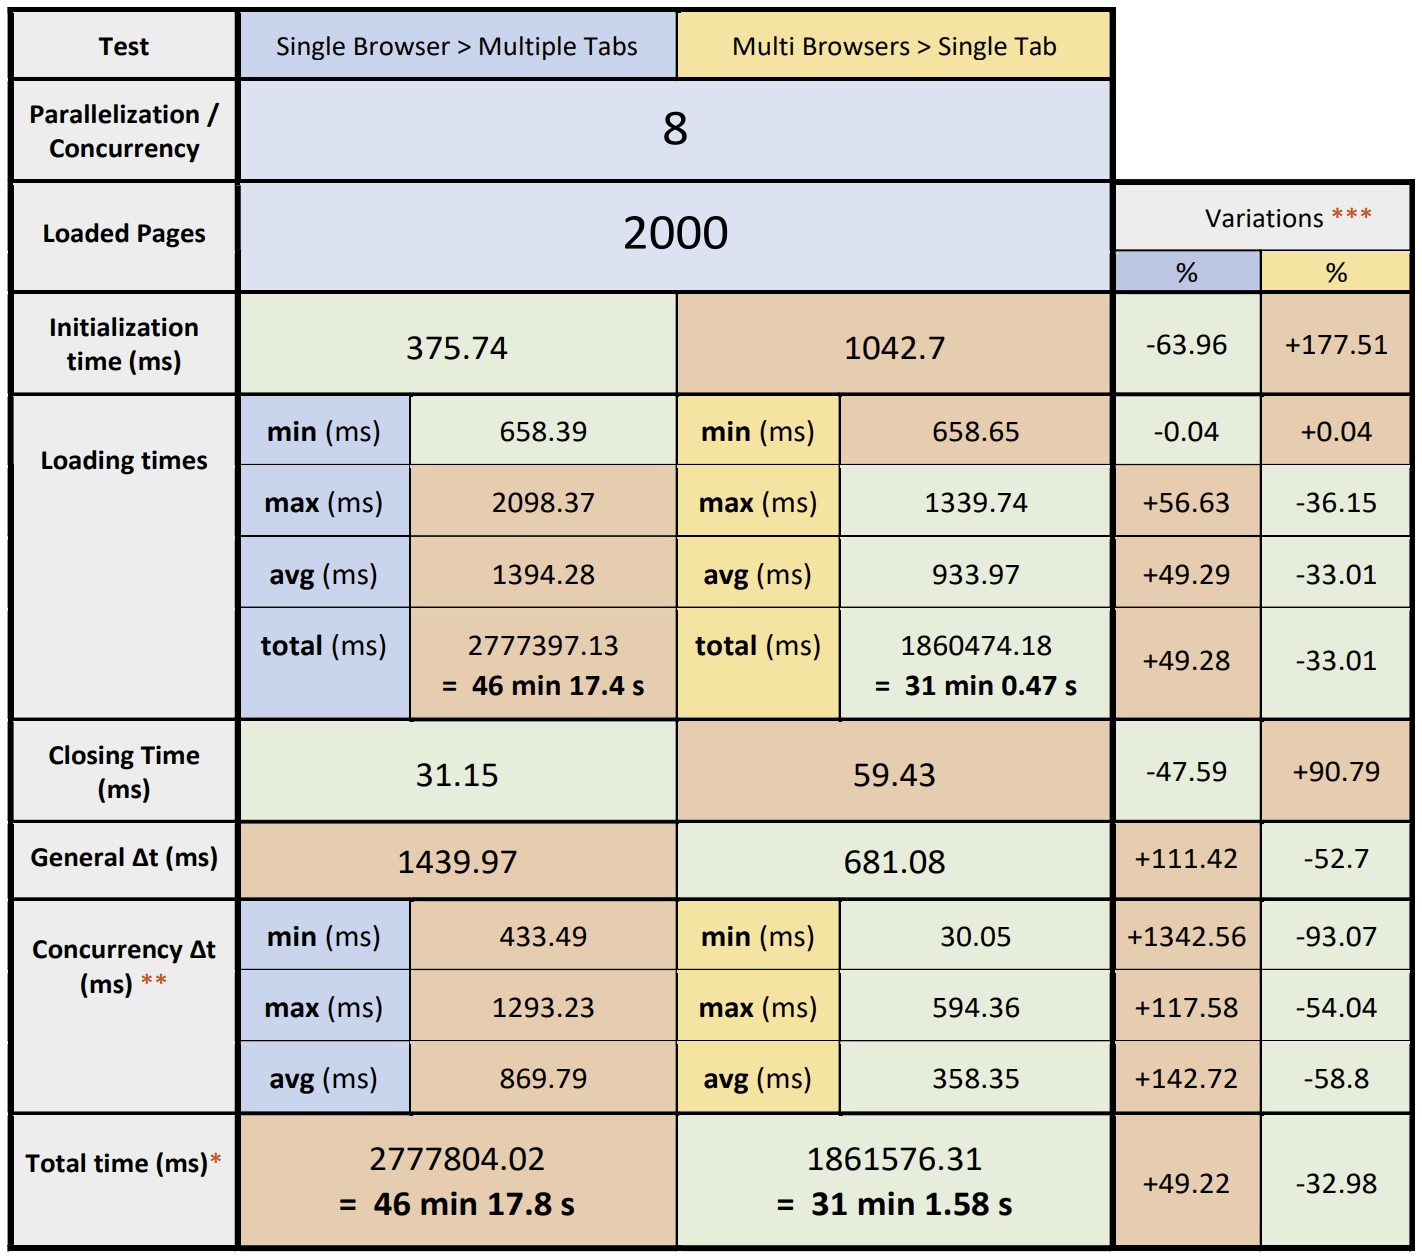 Test
Single Browser > Multiple Tabs
Multi Browsers > Single Tab
Parallelization /
Concurrency
8
Loaded Pages
2000
Variations ***
%
%
Initialization
time (ms)
375.74
1042.7
-63.96
+177.51
Loading times
min (ms)
658.39
min (ms)
658.65
-0.04
+0.04
max (ms)
2098.37
max (ms)
1339.74
+56.63
-36.15
avg (ms)
1394.28
avg (ms)
933.97
+49.29
-33.01
total (ms)
2777397.13
= 46 min 17.4 s
total (ms)
1860474.18
= 31 min 0.47 s
+49.28
-33.01
Closing Time
(ms)
31.15
59.43
-47.59
+90.79
General Δt (ms)
1439.97
681.08
+111.42
-52.7
Concurrency Δt
(ms) **
min (ms)
433.49
min (ms)
30.05
+1342.56
-93.07
max (ms)
1293.23
max (ms)
594.36
+117.58
-54.04
avg (ms)
869.79
avg (ms)
358.35
+142.72
-58.8
Total time (ms)*
2777804.02
= 46 min 17.8 s
1861576.31
= 31 min 1.58 s
+49.22
-32.98